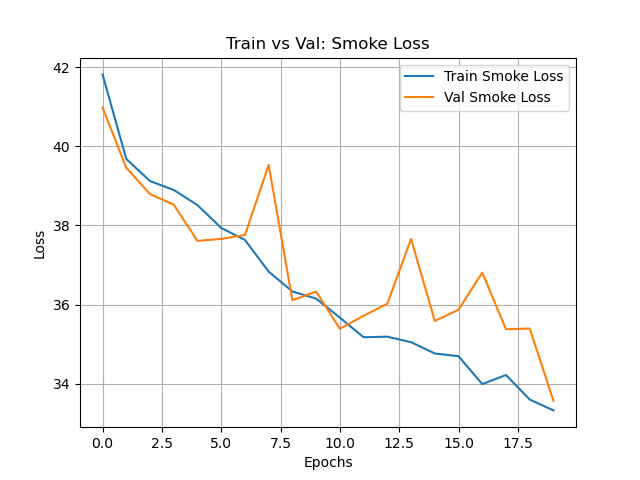 Train vs Val: Smoke Loss
Train Smoke Loss
Val Smoke Loss
Loss
42
40
38
36
34
0.0 2.5 5.0 7.5 10.0 12.5 15.0 17.5
Epochs